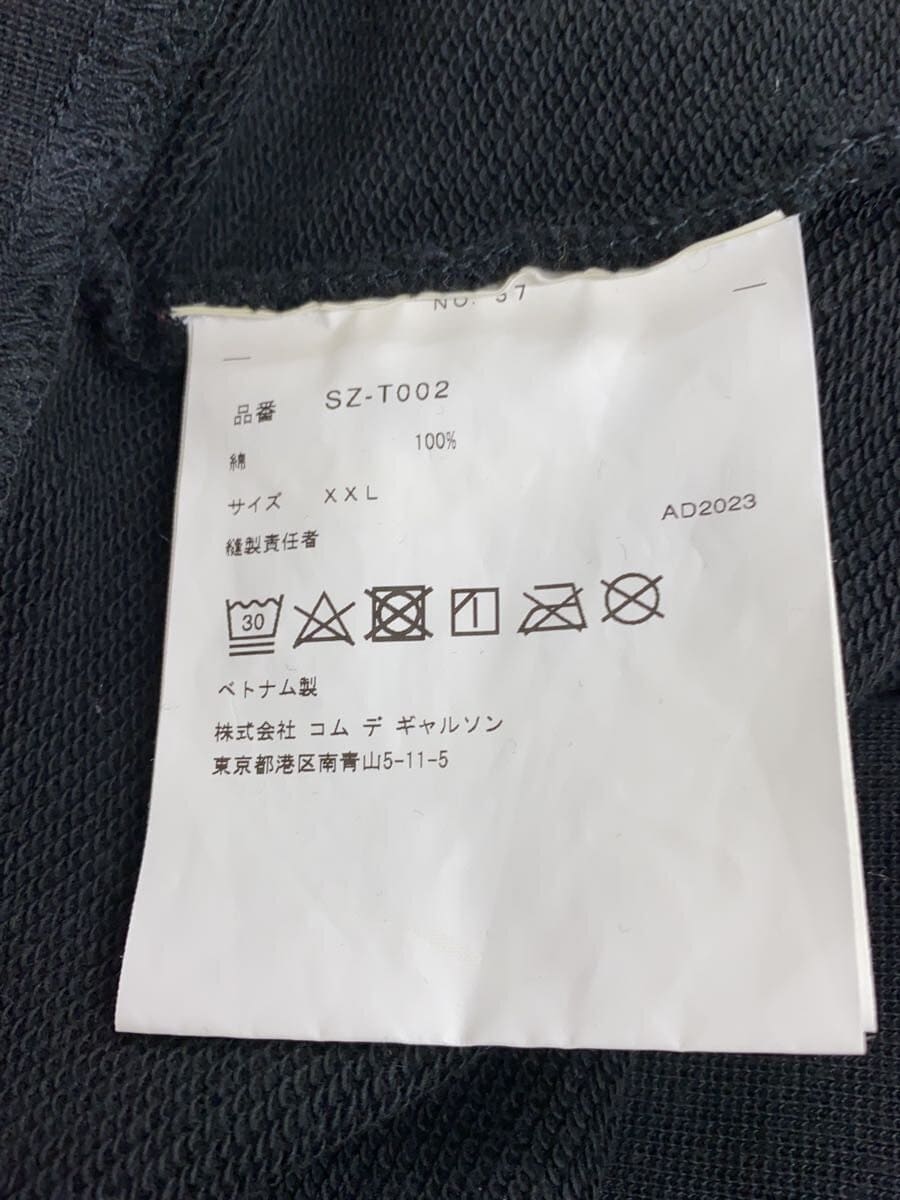 NO. 37
品番 SZ-T002
綿 100%
サイズ XXL
AD2023
縫製責任者
30
ベトナム製
株式会社 コム デ ギャルソン
東京都港区南青山5-11-5